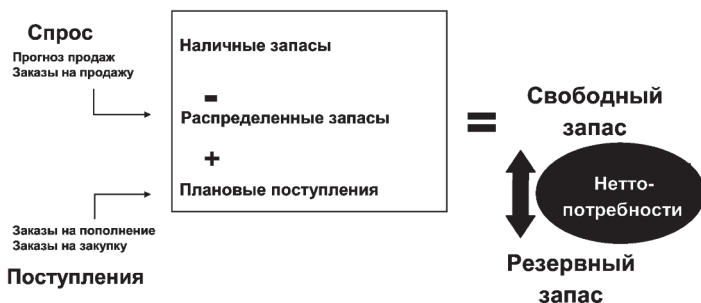 Спрос
Прогноз продаж
Заказы на продажу
Наличные запасы
-
Распределенные запасы
+
Плановые поступления
Заказы на пополнение
Заказы на закупку
Поступления
=
Свободный
запас
Нетто-
потребности
Резервный
запас